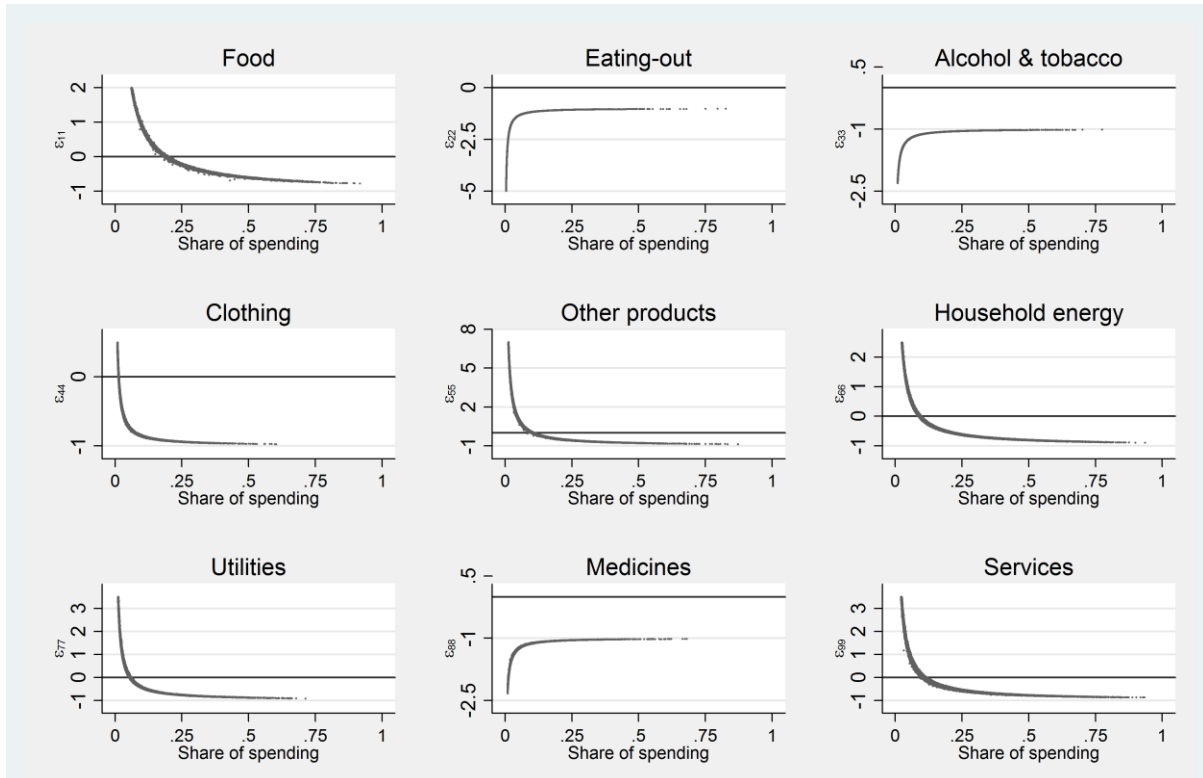 Food
ε11
2
1
0
-1
0 .25 .5 .75 1
Share of spending
Eating-out
ε22
0
-2.5
-5
0 .25 .5 .75 1
Share of spending
Alcohol & tobacco
ε33
.5
-1
-2.5
0 .25 .5 .75 1
Share of spending
Clothing
ε44
0
-1
0 .25 .5 .75 1
Share of spending
Other products
ε55
8
5
2
-1
0 .25 .5 .75 1
Share of spending
Household energy
ε66
2
1
0
-1
0 .25 .5 .75 1
Share of spending
Utilities
ε77
3
2
1
0
-1
0 .25 .5 .75 1
Share of spending
Medicines
ε88
.5
-1
-2.5
0 .25 .5 .75 1
Share of spending
Services
ε99
3
2
1
0
-1
0 .25 .5 .75 1
Share of spending